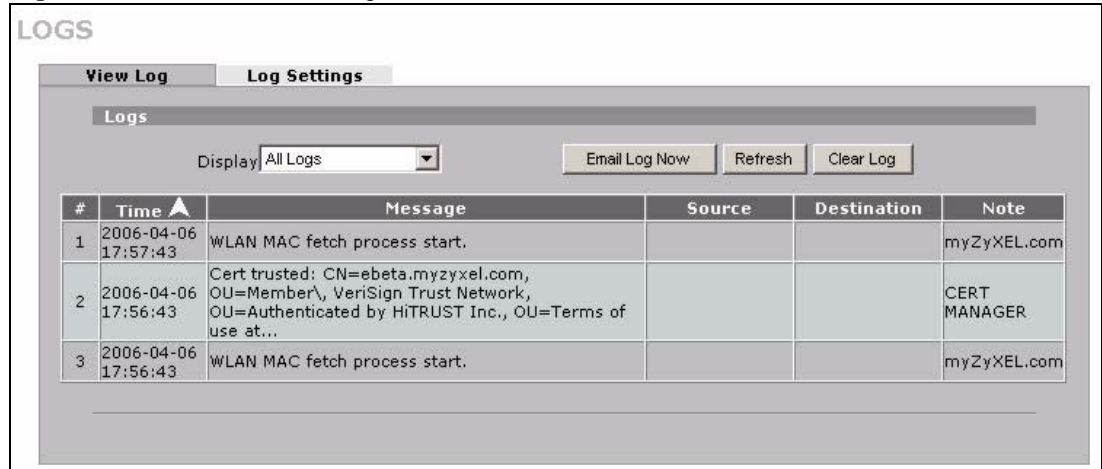 LOGS
View Log Log Settings
Logs
Display All Logs Email Log Now Refresh Clear Log
# Time Message Source Destination Note
1 2006-04-06 17:57:43 WLAN MAC fetch process start. myZyXEL.com
2 2006-04-06 17:56:43 Cert trusted: CN=ebeta.myzyxel.com,
OU=Member\, VeriSign Trust Network,
OU=Authenticated by HiTRUST Inc., OU=Terms of
use at... CERT MANAGER
3 2006-04-06 17:56:43 WLAN MAC fetch process start. myZyXEL.com